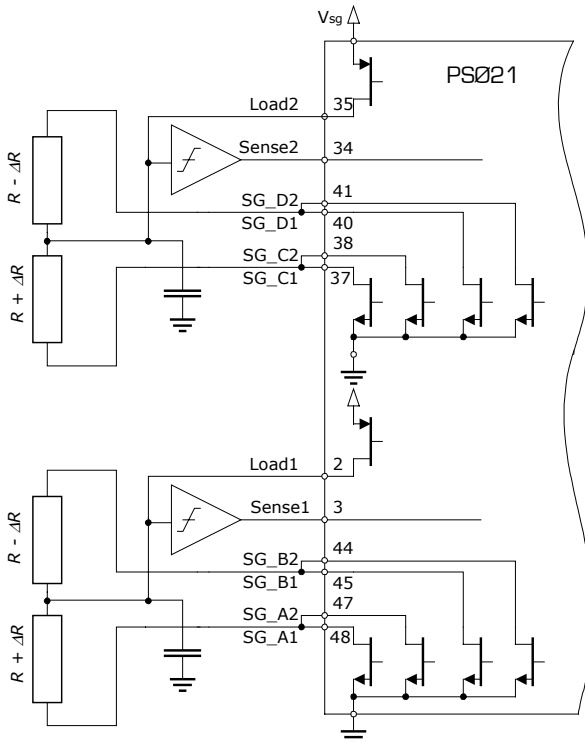 Vsg
PSØ21
Load2 35
Sense2 34
R - ΔR
SG_D2 41
SG_D1 40
SG_C2 38
SG_C1 37
R + ΔR
Load1 2
Sense1 3
R - ΔR
SG_B2 44
SG_B1 45
SG_A2 47
SG_A1 48
R + ΔR